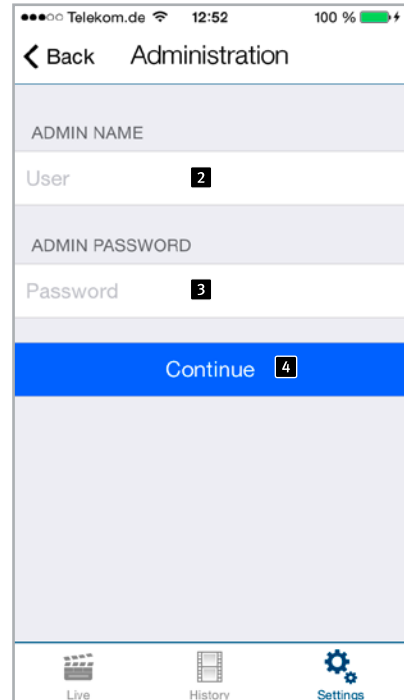 Telekom.de 12:52 100 %
Back Administration
ADMIN NAME
User 2
ADMIN PASSWORD
Password 3
Continue 4
Live History Settings